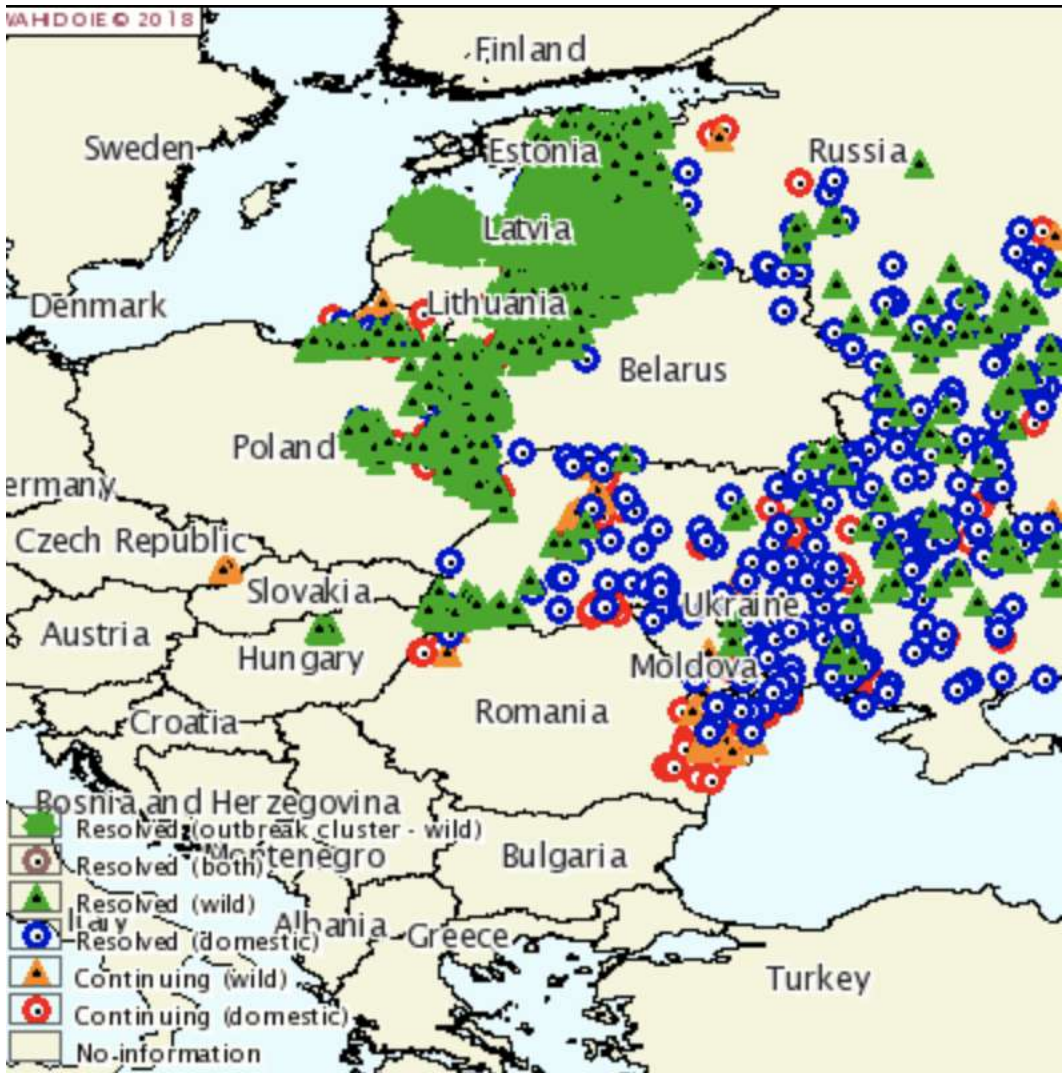 WAHIDOIE © 2018
Finland
Sweden
Estonia
Russia
Latvia
Denmark
Lithuania
Belarus
Poland
ermany
Czech Republic
Slovakia
Ukraine
Austria
Hungary
Moldova
Romania
Croatia
Bosnia and Herzegovina
Resolved (outbreak cluster - wild)
Montenegro
Bulgaria
Resolved (both)
Resolved (wild)
Italy
Albania
Greece
Resolved (domestic)
Turkey
Continuing (wild)
Continuing (domestic)
No-information